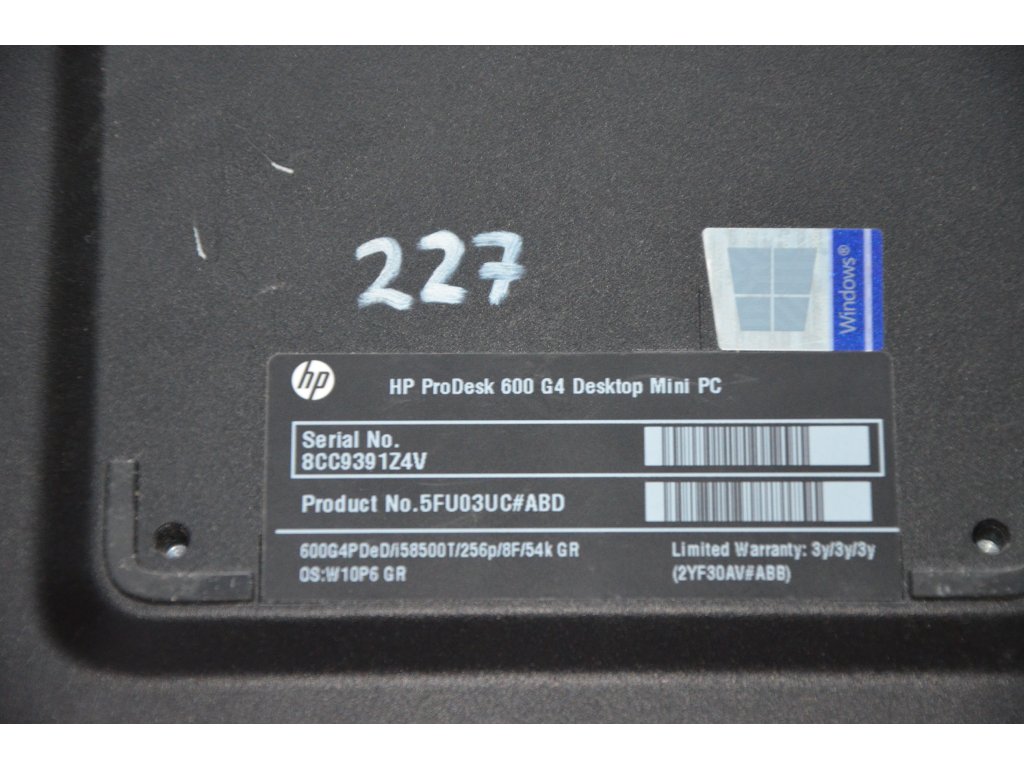 227
Windows®
hp
HP ProDesk 600 G4 Desktop Mini PC
Serial No.
8CC9391Z4V
Product No.5FU03UC#ABD
600G4PDeD/i58500T/256p/8F/54k GR
OS:W10P6 GR
Limited Warranty: 3y/3y/3y
(2YF30AV#ABB)